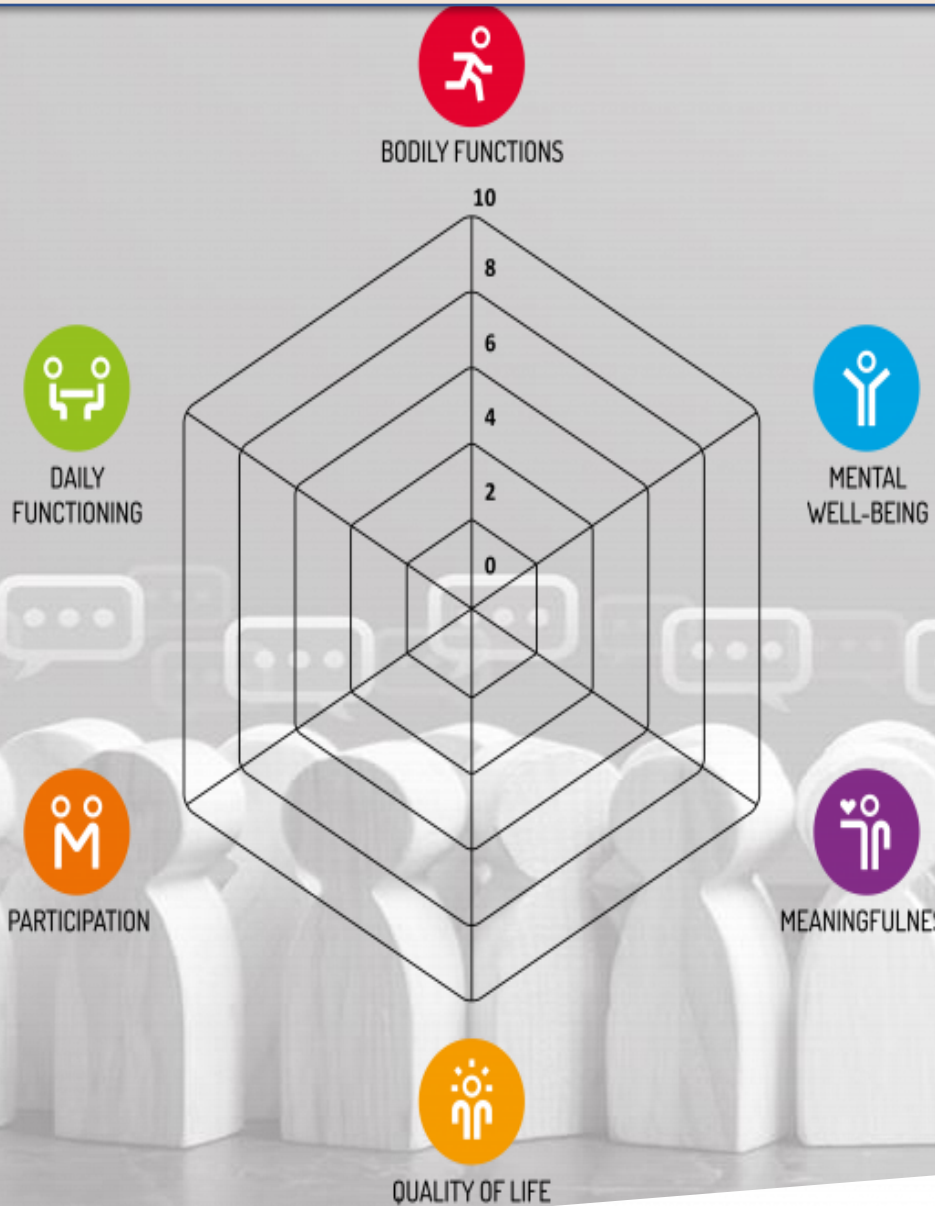 BODILY FUNCTIONS
10
8
6
4
2
0
DAILY
FUNCTIONING
MENTAL
WELL-BEING
PARTICIPATION
MEANINGFULNES
QUALITY OF LIFE